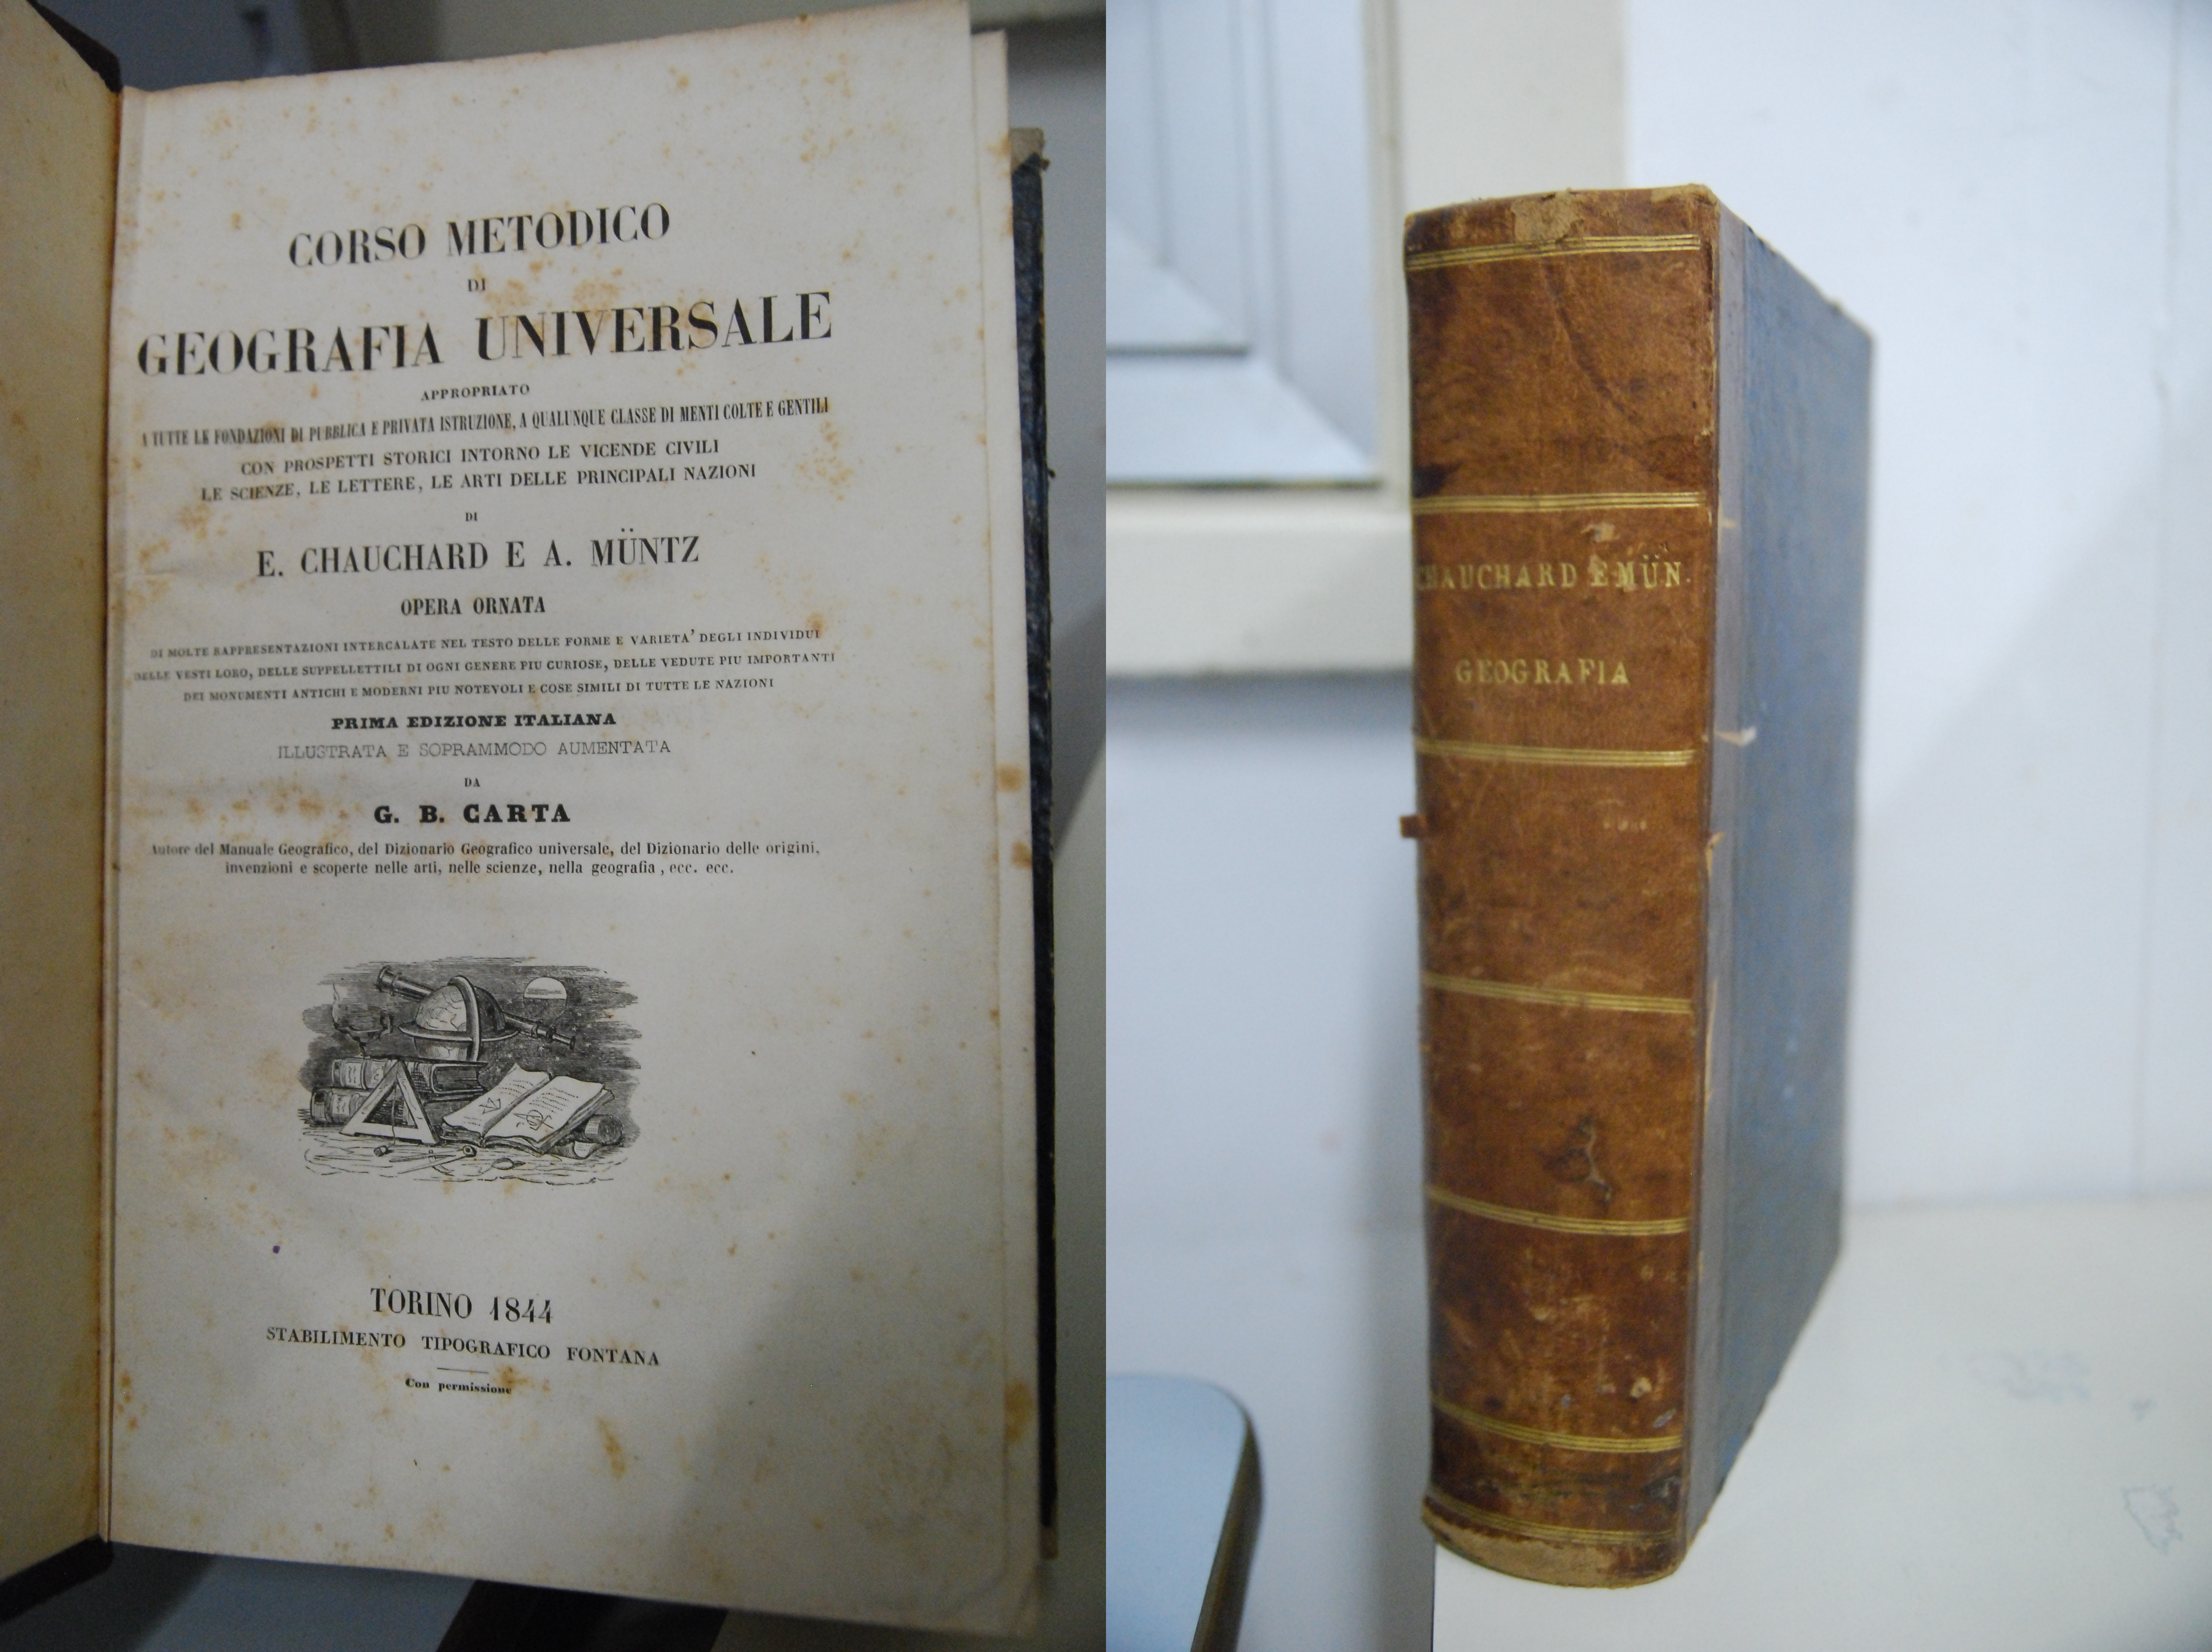 CORSO METODICO
DI
GEOGRAFIA UNIVERSALE
APPROPRIATO
A TUTTE LE FONDAZIONI DI PUBBLICA E PRIVATA ISTRUZIONE, A QUALUNQUE CLASSE DI MENTI COLTE E GENTILI
CON PROSPETTI STORICI INTORNO LE VICENDE CIVILI
LE SCIENZE, LE LETTERE, LE ARTI DELLE PRINCIPALI NAZIONI
DI
E. CHAUCHARD E A. MÜNTZ
OPERA ORNATA
DI MOLTE RAPPRESENTAZIONI INTERCALATE NEL TESTO DELLE FORME E VARIETA' DEGLI INDIVIDUI
DELLE VESTI LORO, DELLE SUPPELLETTILI DI OGNI GENERE PIU CURIOSE, DELLE VEDUTE PIU IMPORTANTI
DEI MONUMENTI ANTICHI E MODERNI PIU NOTEVOLI E COSE SIMILI DI TUTTE LE NAZIONI
PRIMA EDIZIONE ITALIANA
ILLUSTRATA E SOPRAMMODO AUMENTATA
DA
G. B. CARTA
Autore del Manuale Geografico, del Dizionario Geografico universale, del Dizionario delle origini,
invenzioni e scoperte nelle arti, nelle scienze, nella geografia, ecc. ecc.
TORINO 1844
STABILIMENTO TIPOGRAFICO FONTANA
Con permissione
CHAUCHARD E MÜN.
GEOGRAFIA